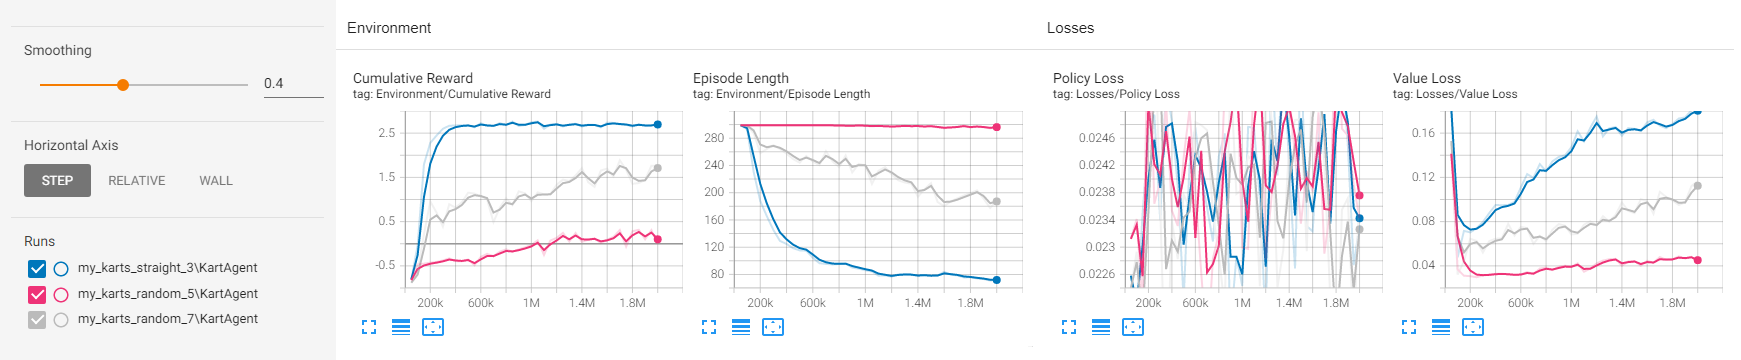 Smoothing
0.4
Horizontal Axis
STEP RELATIVE WALL
Runs
my_karts_straight_3\KartAgent
my_karts_random_5\KartAgent
my_karts_random_7\KartAgent
Environment
Cumulative Reward
tag: Environment/Cumulative Reward
2.5
1.5
0.5
-0.5
200k 600k 1M 1.4M 1.8M
Episode Length
tag: Environment/Episode Length
280
240
200
160
120
80
200k 600k 1M 1.4M 1.8M
Losses
Policy Loss
tag: Losses/Policy Loss
0.0246
0.0242
0.0238
0.0234
0.023
0.0226
200k 600k 1M 1.4M 1.8M
Value Loss
tag: Losses/Value Loss
0.16
0.12
0.08
0.04
200k 600k 1M 1.4M 1.8M